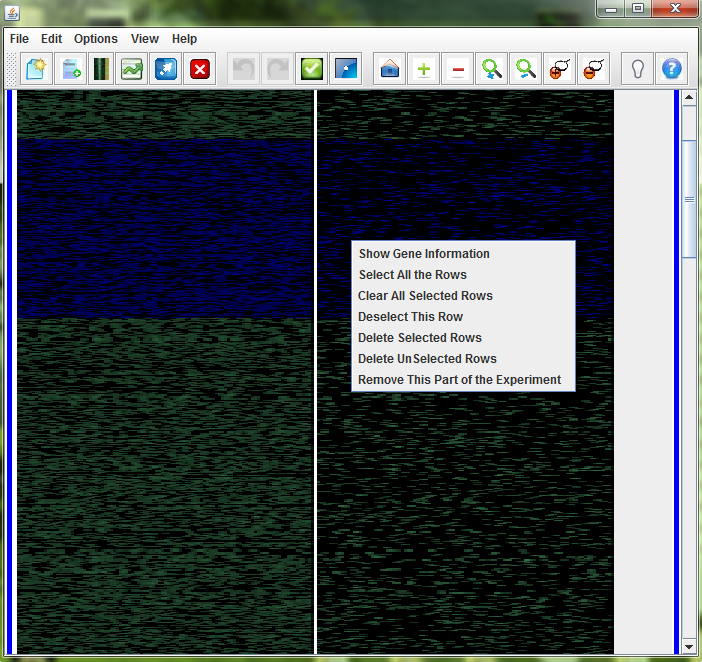 File Edit Options View Help
Show Gene Information
Select All the Rows
Clear All Selected Rows
Deselect This Row
Delete Selected Rows
Delete UnSelected Rows
Remove This Part of the Experiment